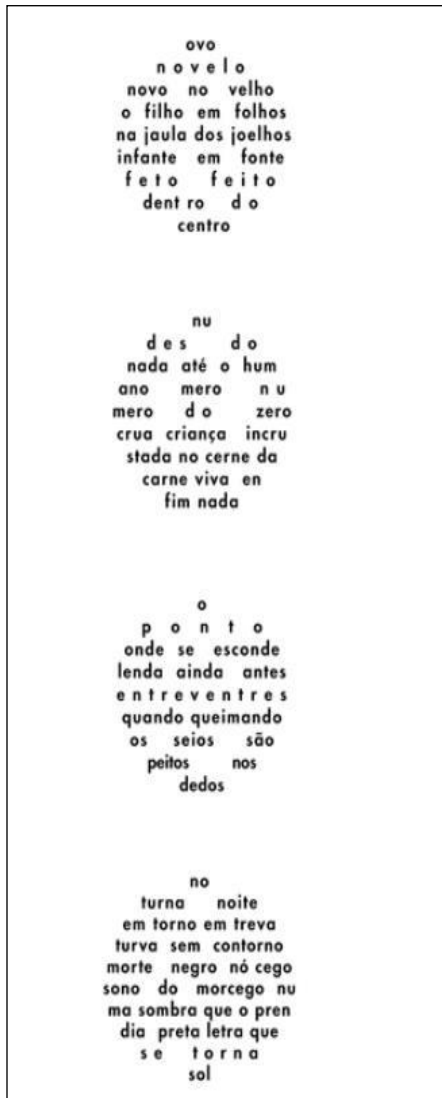 ovo
n o v e l o
novo no velho
o filho em folhos
na jaula dos joelhos
infante em fonte
f e t o f e i t o
dent ro d o
centro
nu
d e s d o
nada até o hum
ano mero n u
mero d o zero
crua criança incru
stada no cerne da
carne viva en
fim nada
o
p o n t o
onde se esconde
lenda ainda antes
e n t r e v e n t r e s
quando queimando
os seios são
peitos nos
dedos
no
turna noite
em torno em treva
turva sem contorno
morte negro nó cego
sono do morcego nu
ma sombra que o pren
dia preta letra que
s e t o r n a
sol